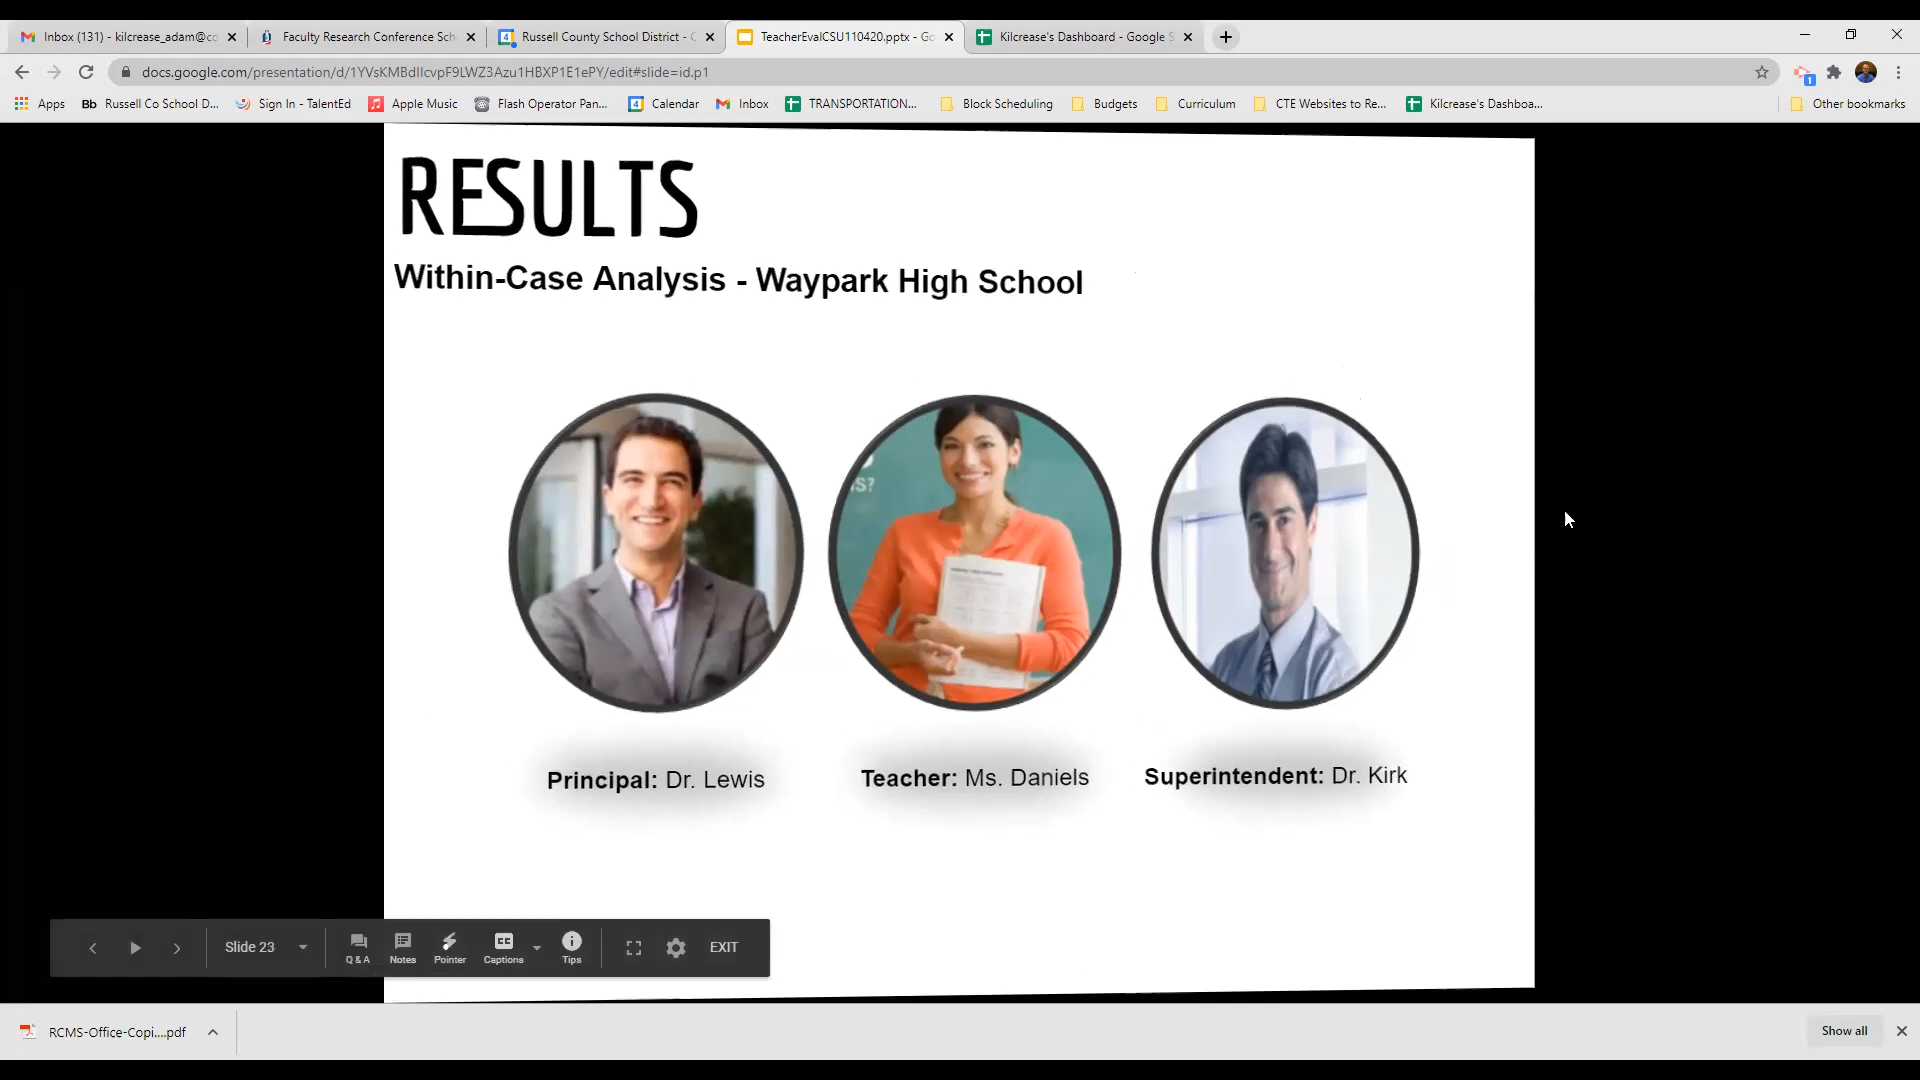 Inbox (131) - kilcrease_adam@co
Faculty Research Conference Sch
Russell County School District - C
TeacherEvalCSU110420.pptx - Go
Kilcrease's Dashboard - Google S
docs.google.com/presentation/d/1YVsKMBdIlcvpF9LWZ3Azu1HBXP1E1ePY/edit#slide=id.p1
1
Apps
Bb Russell Co School D...
Sign In - TalentEd
Apple Music
Flash Operator Pan...
4 Calendar
Inbox
TRANSPORTATION...
Block Scheduling
Budgets
Curriculum
CTE Websites to Re...
Kilcrease's Dashboa...
Other bookmarks
RESULTS
Within-Case Analysis - Waypark High School
S?
Principal: Dr. Lewis
Teacher: Ms. Daniels
Superintendent: Dr. Kirk
Slide 23
Q & A
Notes
Pointer
CC
Captions
Tips
EXIT
RCMS-Office-Copi....pdf
Show all